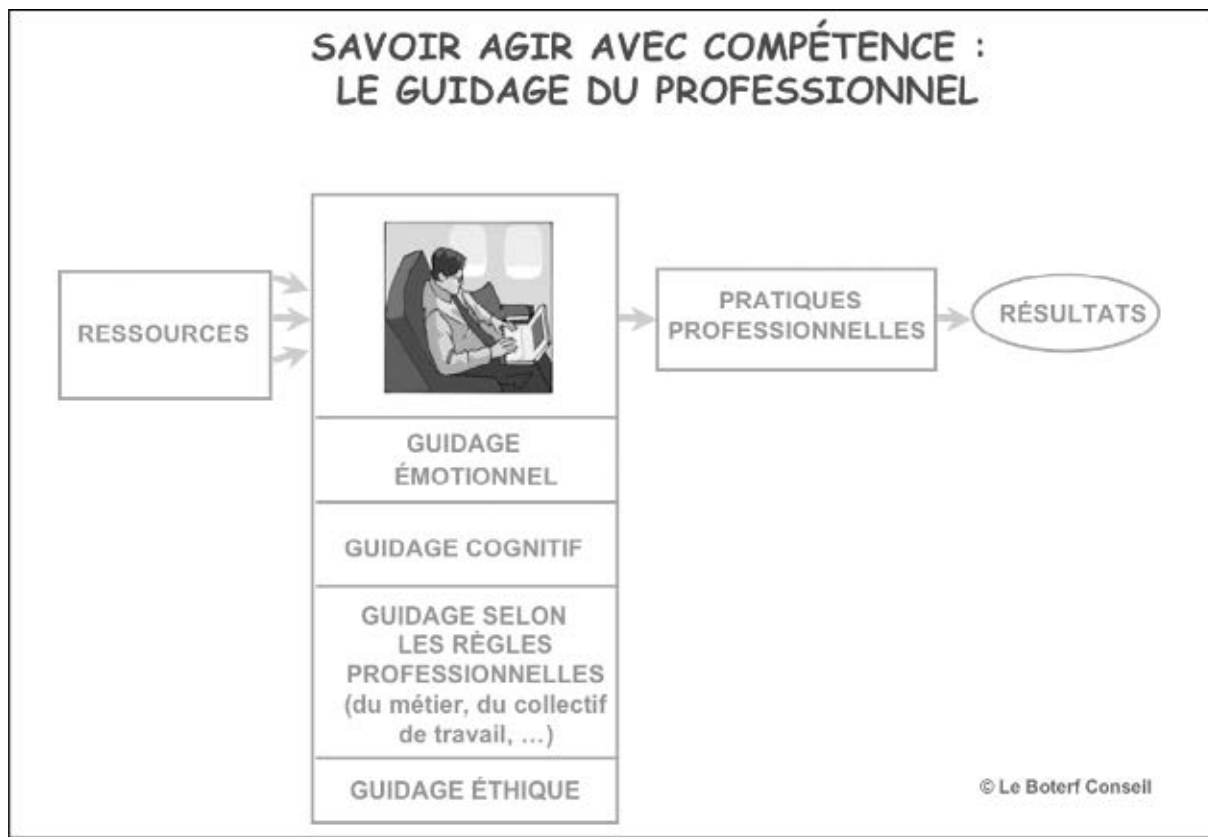 SAVOIR AGIR AVEC COMPÉTENCE :
LE GUIDAGE DU PROFESSIONNEL
RESSOURCES
PRATIQUES
PROFESSIONNELLES
RÉSULTATS
GUIDAGE
ÉMOTIONNEL
GUIDAGE COGNITIF
GUIDAGE SELON
LES RÈGLES
PROFESSIONNELLES
(du métier, du collectif
de travail, ...)
GUIDAGE ÉTHIQUE
© Le Boterf Conseil